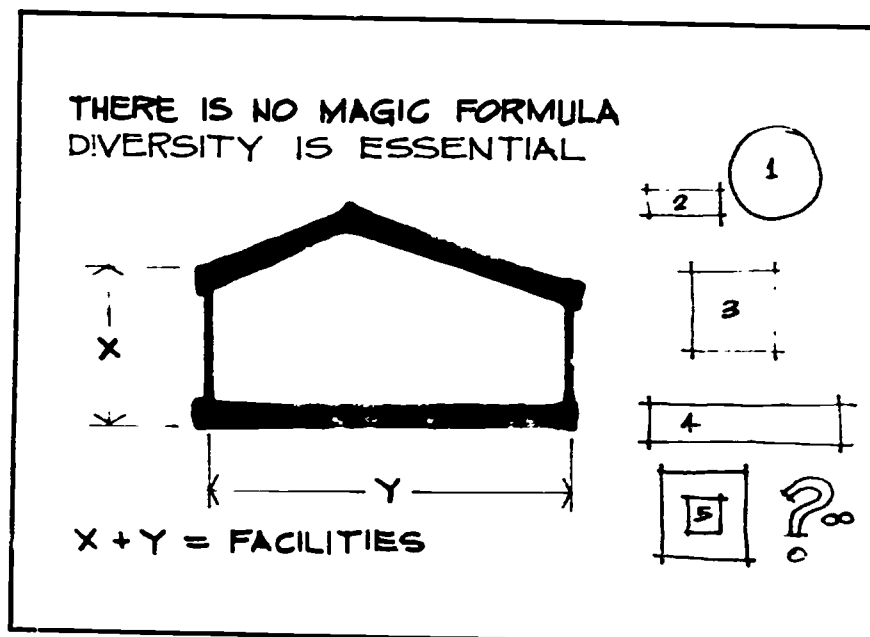 THERE IS NO MAGIC FORMULA
DIVERSITY IS ESSENTIAL
1
2
3
X
4
Y
5
? ∞
X + Y = FACILITIES